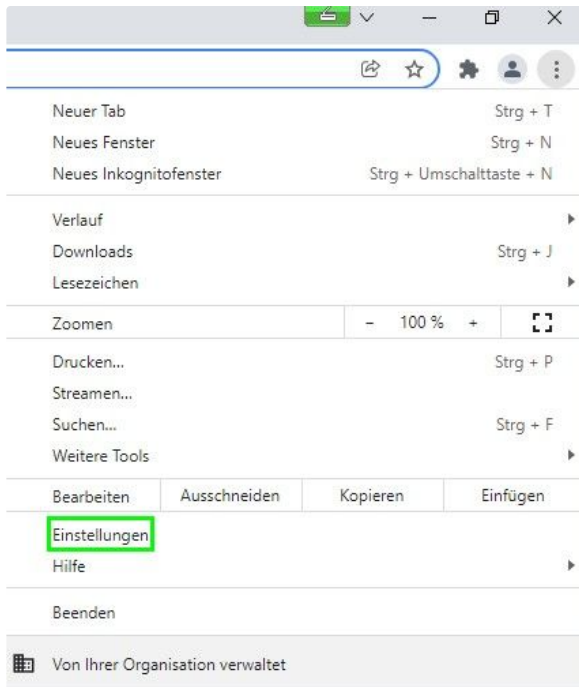 Neuer Tab Strg + T
Neues Fenster Strg + N
Neues Inkognitofenster Strg + Umschalttaste + N
Verlauf
Downloads Strg + J
Lesezeichen
Zoomen - 100 % +
Drucken... Strg + P
Streamen...
Suchen... Strg + F
Weitere Tools
Bearbeiten Ausschneiden Kopieren Einfügen
Einstellungen
Hilfe
Beenden
Von Ihrer Organisation verwaltet